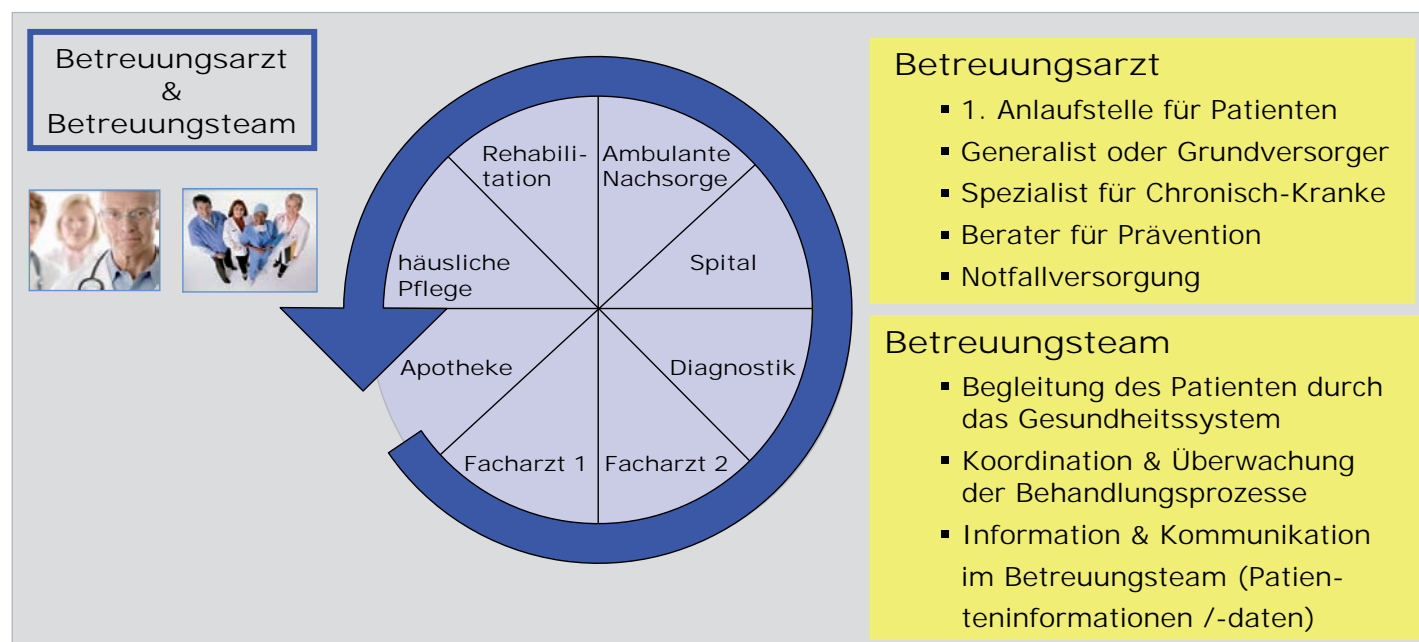 Betreuungsarzt
&
Betreuungsteam
Rehabili-
tation
Ambulante
Nachsorge
häusliche
Pflege
Spital
Apotheke
Diagnostik
Facharzt 1
Facharzt 2
Betreuungsarzt
▪ 1. Anlaufstelle für Patienten
▪ Generalist oder Grundversorger
▪ Spezialist für Chronisch-Kranke
▪ Berater für Prävention
▪ Notfallversorgung
Betreuungsteam
▪ Begleitung des Patienten durch
das Gesundheitssystem
▪ Koordination & Überwachung
der Behandlungsprozesse
▪ Information & Kommunikation
im Betreuungsteam (Patien-
teninformationen /-daten)